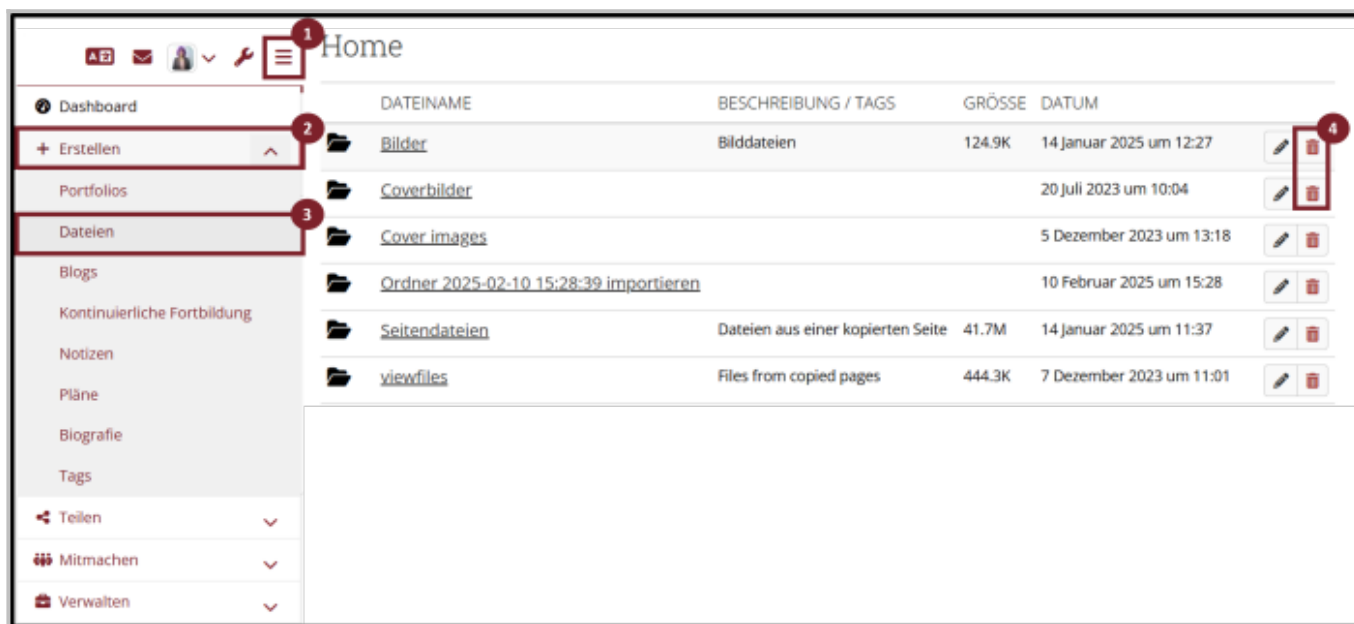 1
Home
Dashboard
2
+ Erstellen
Portfolios
3
Dateien
Blogs
Kontinuierliche Fortbildung
Notizen
Pläne
Biografie
Tags
Teilen
Mitmachen
Verwalten
DATEINAME BESCHREIBUNG / TAGS GRÖSSE DATUM
4
Bilder Bilddateien 124.9K 14 Januar 2025 um 12:27
Coverbilder 20 Juli 2023 um 10:04
Cover images 5 Dezember 2023 um 13:18
Ordner 2025-02-10 15:28:39 importieren 10 Februar 2025 um 15:28
Seitendateien Dateien aus einer kopierten Seite 41.7M 14 Januar 2025 um 11:37
viewfiles Files from copied pages 444.3K 7 Dezember 2023 um 11:01